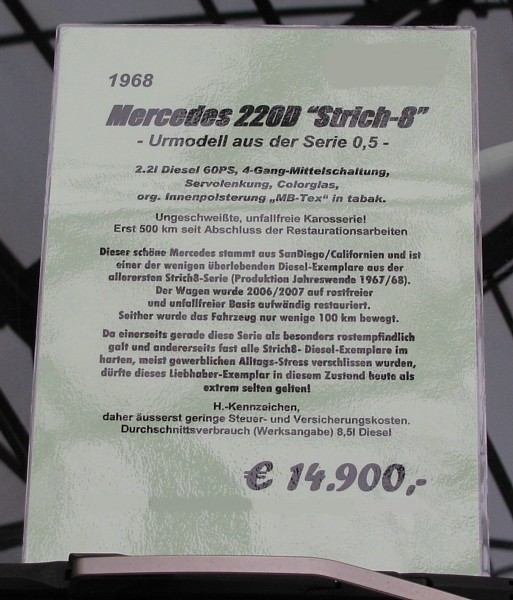 1968
Mercedes 220D "Strich-8"
- Urmodell aus der Serie 0,5 -
2.2l Diesel 60PS, 4-Gang-Mittelschaltung,
Servolenkung, Colorglas,
org. Innenpolsterung „MB-Tex“ in tabak.
Ungeschweißte, unfallfreie Karosserie!
Erst 500 km seit Abschluss der Restaurationsarbeiten
Dieser schöne Mercedes stammt aus SanDiego/Californien und ist
einer der wenigen überlebenden Diesel-Exemplare aus der
allerersten Strich8-Serie (Produktion Jahreswende 1967/68).
Der Wagen wurde 2006/2007 auf rostfreier
und unfallfreier Basis aufwändig restauriert.
Seither wurde das Fahrzeug nur wenige 100 km bewegt.
Da einerseits gerade diese Serie als besonders rostempfindlich
galt und andererseits fast alle Strich8- Diesel-Exemplare im
harten, meist gewerblichen Alltags-Stress verschlissen wurden,
dürfte dieses Liebhaber-Exemplar in diesem Zustand heute als
extrem selten gelten!
H.-Kennzeichen,
daher äusserst geringe Steuer- und Versicherungskosten.
Durchschnittsverbrauch (Werksangabe) 8,5l Diesel
€ 14.900,-